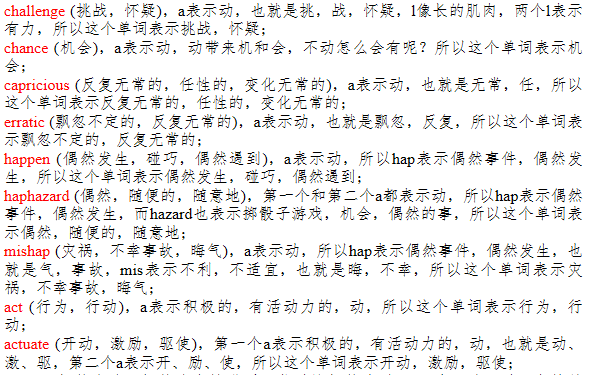 challenge (挑战，怀疑)，a表示动，也就是挑，战，怀疑，l像长的肌肉，两个l表示
有力，所以这个单词表示挑战，怀疑；
chance (机会)，a表示动，动带来机和会，不动怎么会有呢？所以这个单词表示机
会；
capricious (反复无常的，任性的，变化无常的)，a表示动，也就是无常，任，所以
这个单词表示反复无常的，任性的，变化无常的；
erratic (飘忽不定的，反复无常的)，a表示动，也就是飘忽，反复，所以这个单词表
示飘忽不定的，反复无常的；
happen (偶然发生，碰巧，偶然遇到)，a表示动，所以hap表示偶然事件，偶然发
生，所以这个单词表示偶然发生，碰巧，偶然遇到；
haphazard (偶然，随便的，随意地)，第一个和第二个a都表示动，所以hap表示偶然
事件，偶然发生，而hazard也表示掷骰子游戏，机会，偶然的事，所以这个单词表
示偶然，随便的，随意地；
mishap (灾祸，不幸事故，晦气)，a表示动，所以hap表示偶然事件，偶然发生，也
就是气，事故，mis表示不利，不适宜，也就是晦，不幸，所以这个单词表示灾
祸，不幸事故，晦气；
act (行为，行动)，a表示积极的，有活动力的，动，所以这个单词表示行为，行
动；
actuate (开动，激励，驱使)，第一个a表示积极的，有活动力的，动，也就是动、
激、驱，第二个a表示开、励、使，所以这个单词表示开动，激励，驱使；